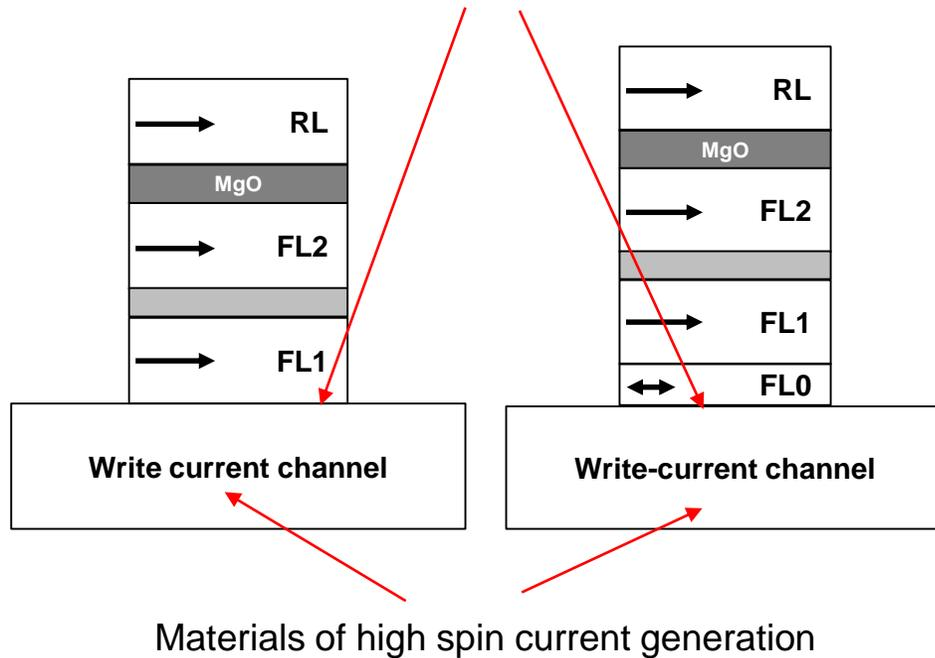 RL
MgO
FL2
FL1
Write current channel
RL
MgO
FL2
FL1
FL0
Write-current channel
Materials of high spin current generation